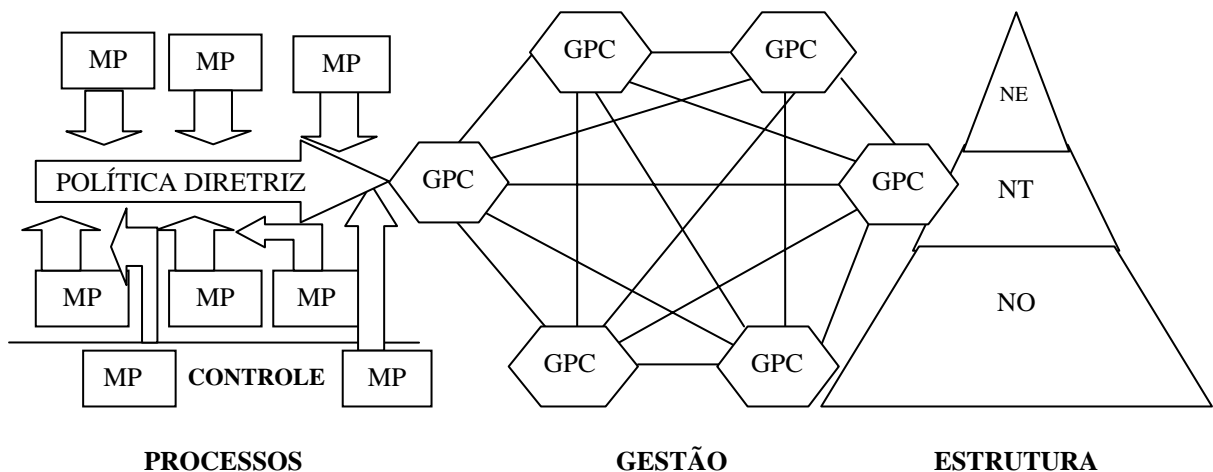 MP
MP
MP
POLÍTICA DIRETRIZ
MP
MP
MP
MP
CONTROLE
MP
PROCESSOS
GPC
GPC
GPC
GPC
GPC
GPC
GESTÃO
NE
NT
NO
ESTRUTURA